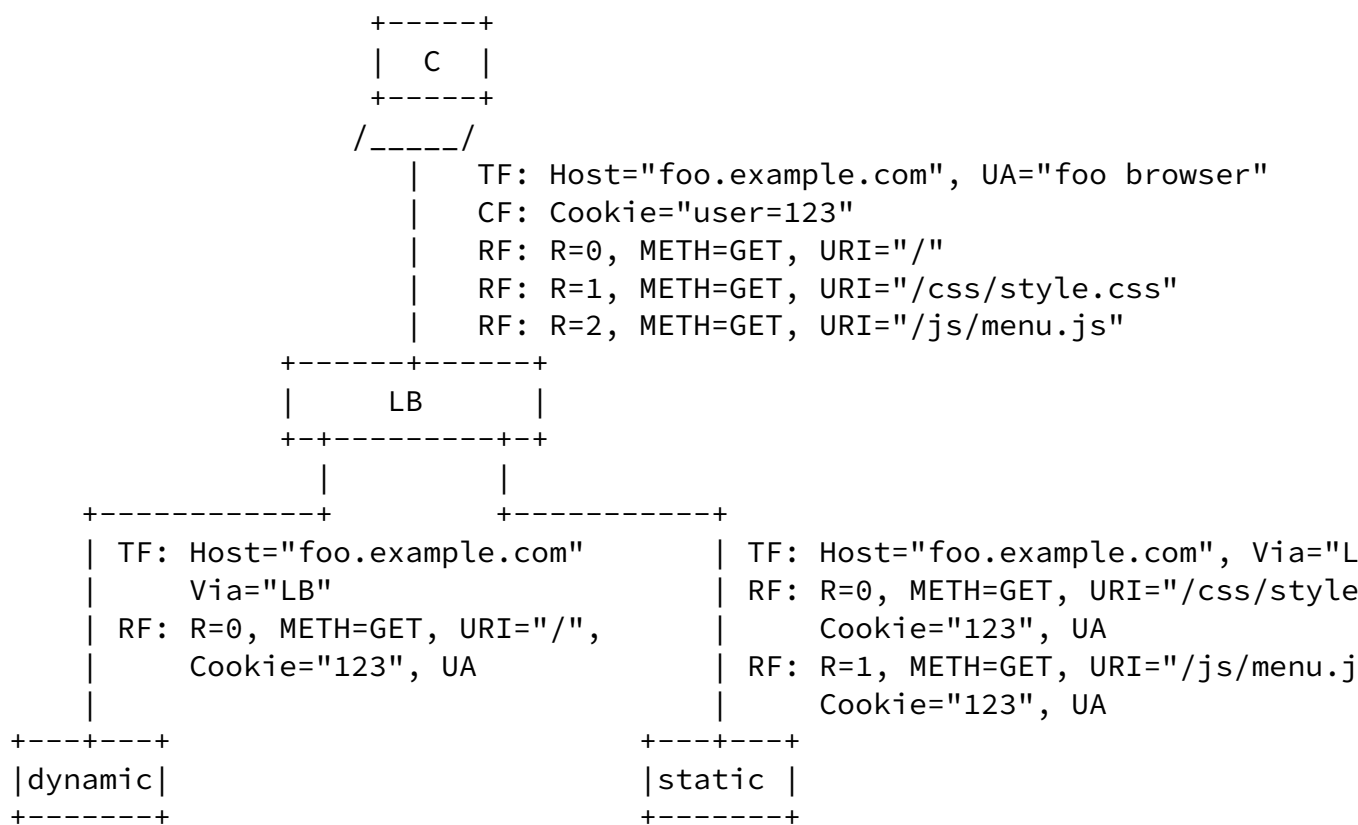 +-----+
| C |
+-----+
/_____/
| TF: Host="foo.example.com", UA="foo browser"
| CF: Cookie="user=123"
| RF: R=0, METH=GET, URI="/"
| RF: R=1, METH=GET, URI="/css/style.css"
| RF: R=2, METH=GET, URI="/js/menu.js"
+------+------+
| LB |
+-+---------+-+
| |
+------------+ +-----------+
| TF: Host="foo.example.com" | TF: Host="foo.example.com", Via="L
| Via="LB" | RF: R=0, METH=GET, URI="/css/style
| RF: R=0, METH=GET, URI="/", | Cookie="123", UA
| Cookie="123", UA | RF: R=1, METH=GET, URI="/js/menu.j
| | Cookie="123", UA
+---+---+ +---+---+
|dynamic| |static |
+-------+ +-------+